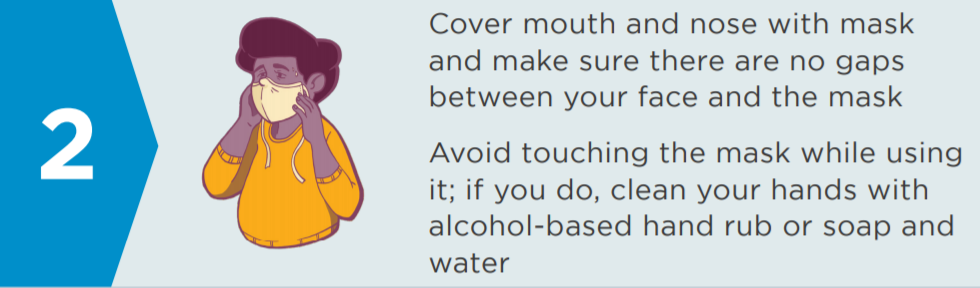 2
Cover mouth and nose with mask
and make sure there are no gaps
between your face and the mask
Avoid touching the mask while using
it; if you do, clean your hands with
alcohol-based hand rub or soap and
water